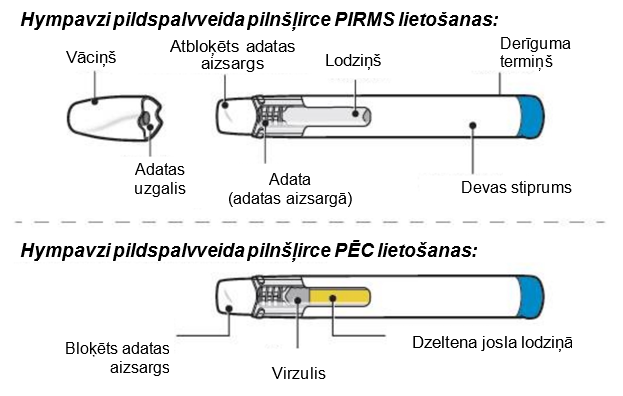 Hympavzi pildspalvveida pilnšļirce PIRMS lietošanas:
Vāciņš
Atbloķēts adatas
aizsargs
Lodziņš
Derīguma
termiņš
Adatas
uzgalis
Adata
(adatas aizsargā)
Devas stiprums
Hympavzi pildspalvveida pilnšļirce PĒC lietošanas:
Bloķēts adatas
aizsargs
Virzulis
Dzeltena josla lodziņā